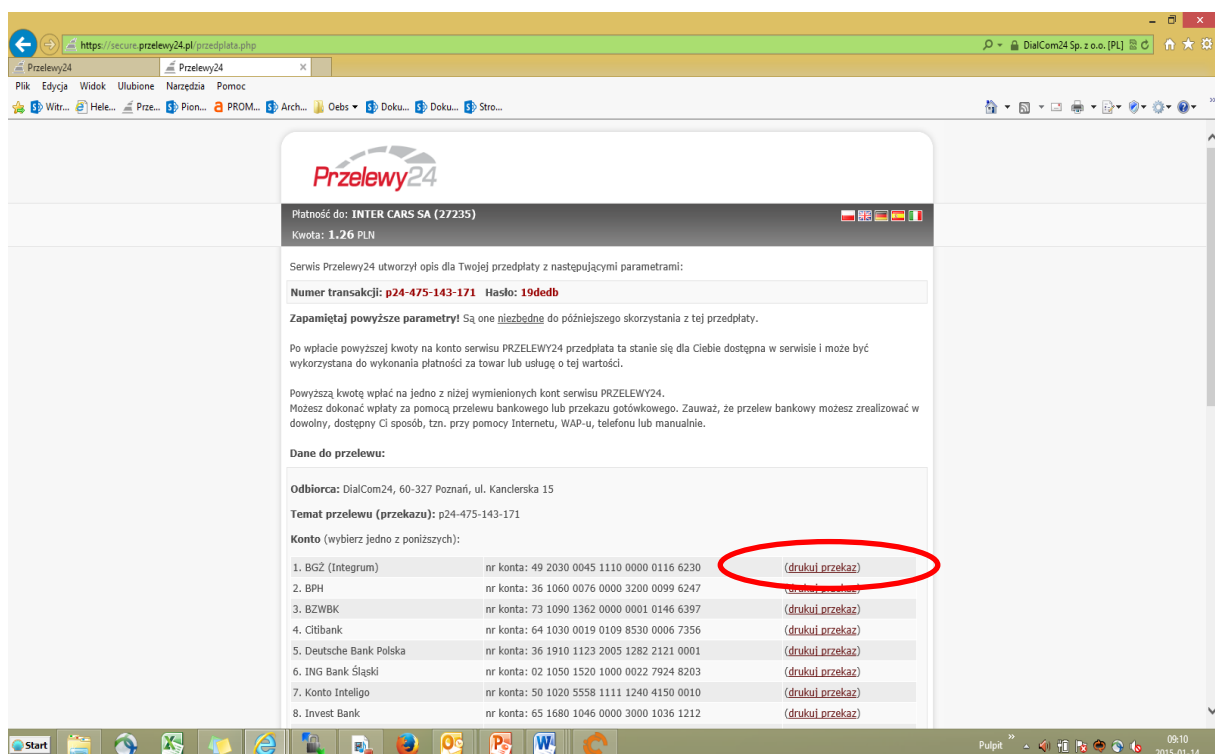 https://secure.przelewy24.pl/przedplata.php
DialCom24 Sp. z o.o. [PL]
Przelewy24
Przelewy24
Plik Edycja Widok Ulubione Narzędzia Pomoc
Witr... Hele... Prze... Pion... PROM... Arch... Oebs Doku... Doku... Stro...
Przelewy24
Płatność do: INTER CARS SA (27235)
Kwota: 1.26 PLN
Serwis Przelewy24 utworzył opis dla Twojej przedpłaty z następującymi parametrami:
Numer transakcji: p24-475-143-171 Hasło: 19dedb
Zapamiętaj powyższe parametry! Są one niezbędne do późniejszego skorzystania z tej przedpłaty.
Po wpłacie powyższej kwoty na konto serwisu PRZELEWY24 przedpłata ta stanie się dla Ciebie dostępna w serwisie i może być
wykorzystana do wykonania płatności za towar lub usługę o tej wartości.
Powyższą kwotę wpłać na jedno z niżej wymienionych kont serwisu PRZELEWY24.
Możesz dokonać wpłaty za pomocą przelewu bankowego lub przekazu gotówkowego. Zauważ, że przelew bankowy możesz zrealizować w
dowolny, dostępny Ci sposób, tzn. przy pomocy Internetu, WAP-u, telefonu lub manualnie.
Dane do przelewu:
Odbiorca: DialCom24, 60-327 Poznań, ul. Kanclerska 15
Temat przelewu (przekazu): p24-475-143-171
Konto (wybierz jedno z poniższych):
1. BGŻ (Integrum) nr konta: 49 2030 0045 1110 0000 0116 6230 (drukuj przekaz)
2. BPH nr konta: 36 1060 0076 0000 3200 0099 6247 (drukuj przekaz)
3. BZWBK nr konta: 73 1090 1362 0000 0001 0146 6397 (drukuj przekaz)
4. Citibank nr konta: 64 1030 0019 0109 8530 0006 7356 (drukuj przekaz)
5. Deutsche Bank Polska nr konta: 36 1910 1123 2005 1282 2121 0001 (drukuj przekaz)
6. ING Bank Śląski nr konta: 02 1050 1520 1000 0022 7924 8203 (drukuj przekaz)
7. Konto Inteligo nr konta: 50 1020 5558 1111 1240 4150 0010 (drukuj przekaz)
8. Invest Bank nr konta: 65 1680 1046 0000 3000 1036 1212 (drukuj przekaz)
Start
Pulpit
09:10
2015-01-14